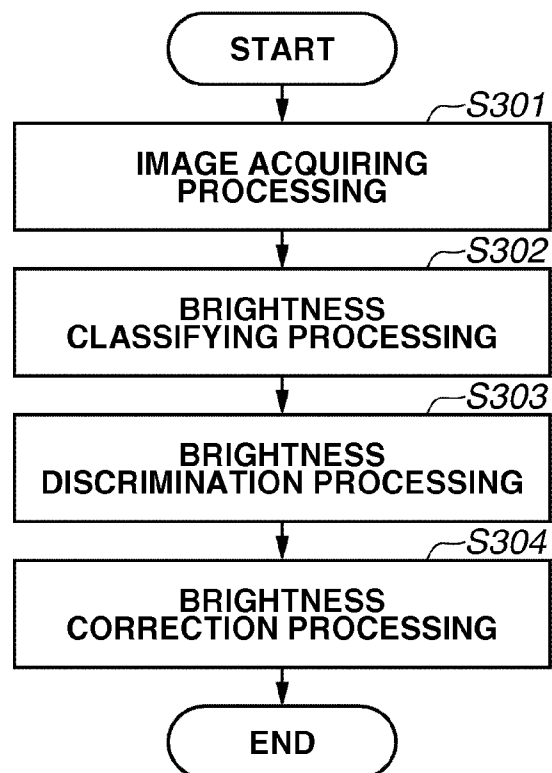 START
S301
IMAGE ACQUIRING
PROCESSING
S302
BRIGHTNESS
CLASSIFYING PROCESSING
S303
BRIGHTNESS
DISCRIMINATION PROCESSING
S304
BRIGHTNESS
CORRECTION PROCESSING
END